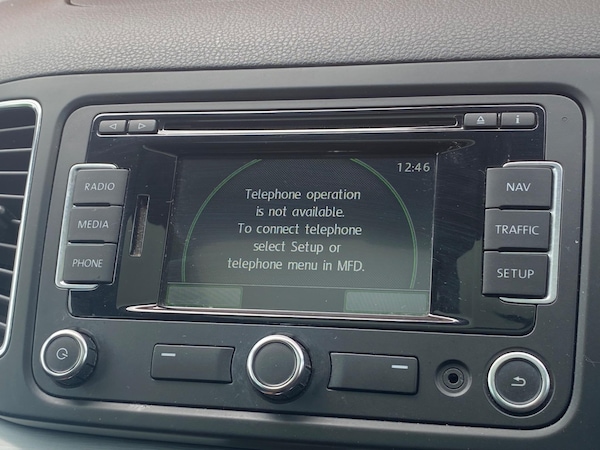 i
12:46
RADIO
NAV
Telephone operation
is not available.
To connect telephone
select Setup or
telephone menu in MFD.
MEDIA
TRAFFIC
PHONE
SETUP